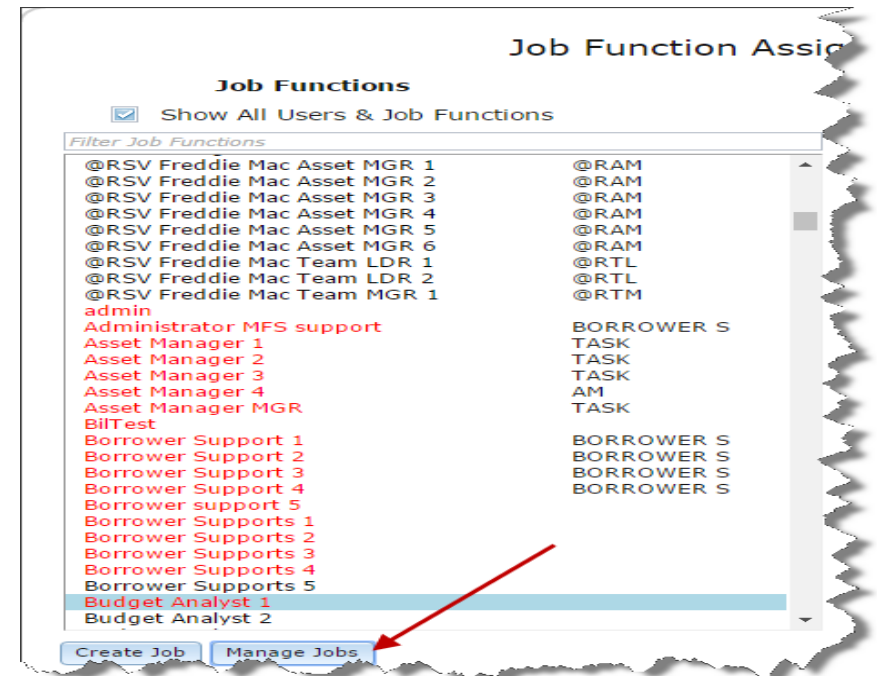 Job Function Assig
Job Functions
Show All Users & Job Functions
Filter Job Functions
@RSV Freddie Mac Asset MGR 1 @RAM
@RSV Freddie Mac Asset MGR 2 @RAM
@RSV Freddie Mac Asset MGR 3 @RAM
@RSV Freddie Mac Asset MGR 4 @RAM
@RSV Freddie Mac Asset MGR 5 @RAM
@RSV Freddie Mac Asset MGR 6 @RAM
@RSV Freddie Mac Team LDR 1 @RTL
@RSV Freddie Mac Team LDR 2 @RTL
@RSV Freddie Mac Team MGR 1 @RTM
admin
Administrator MFS support BORROWER S
Asset Manager 1 TASK
Asset Manager 2 TASK
Asset Manager 3 TASK
Asset Manager 4 AM
Asset Manager MGR TASK
BilTest
Borrower Support 1 BORROWER S
Borrower Support 2 BORROWER S
Borrower Support 3 BORROWER S
Borrower Support 4 BORROWER S
Borrower support 5
Borrower Supports 1
Borrower Supports 2
Borrower Supports 3
Borrower Supports 4
Borrower Supports 5
Budget Analyst 1
Budget Analyst 2
Create Job Manage Jobs